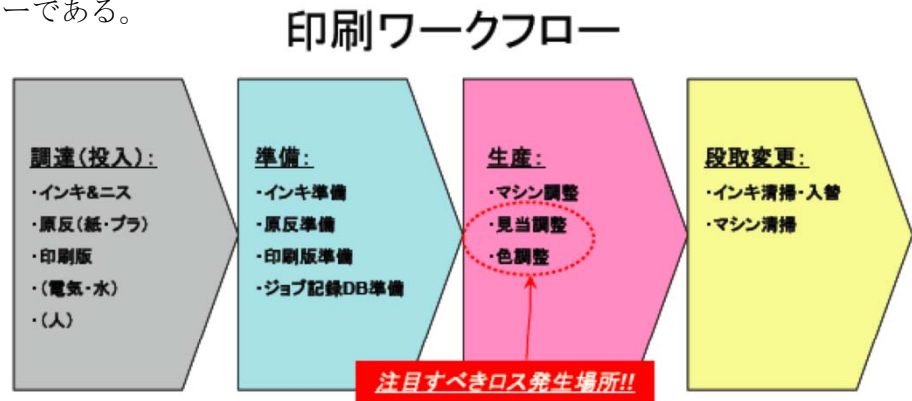 ーである。
印刷ワークフロー
調達(投入):
・インキ&ニス
・原反(紙・プラ)
・印刷版
・(電気・水)
・(人)
準備:
・インキ準備
・原反準備
・印刷版準備
・ジョブ記録DB準備
生産:
・マシン調整
・見当調整
・色調整
段取変更:
・インキ清掃・入替
・マシン清掃
注目すべきロス発生場所!!